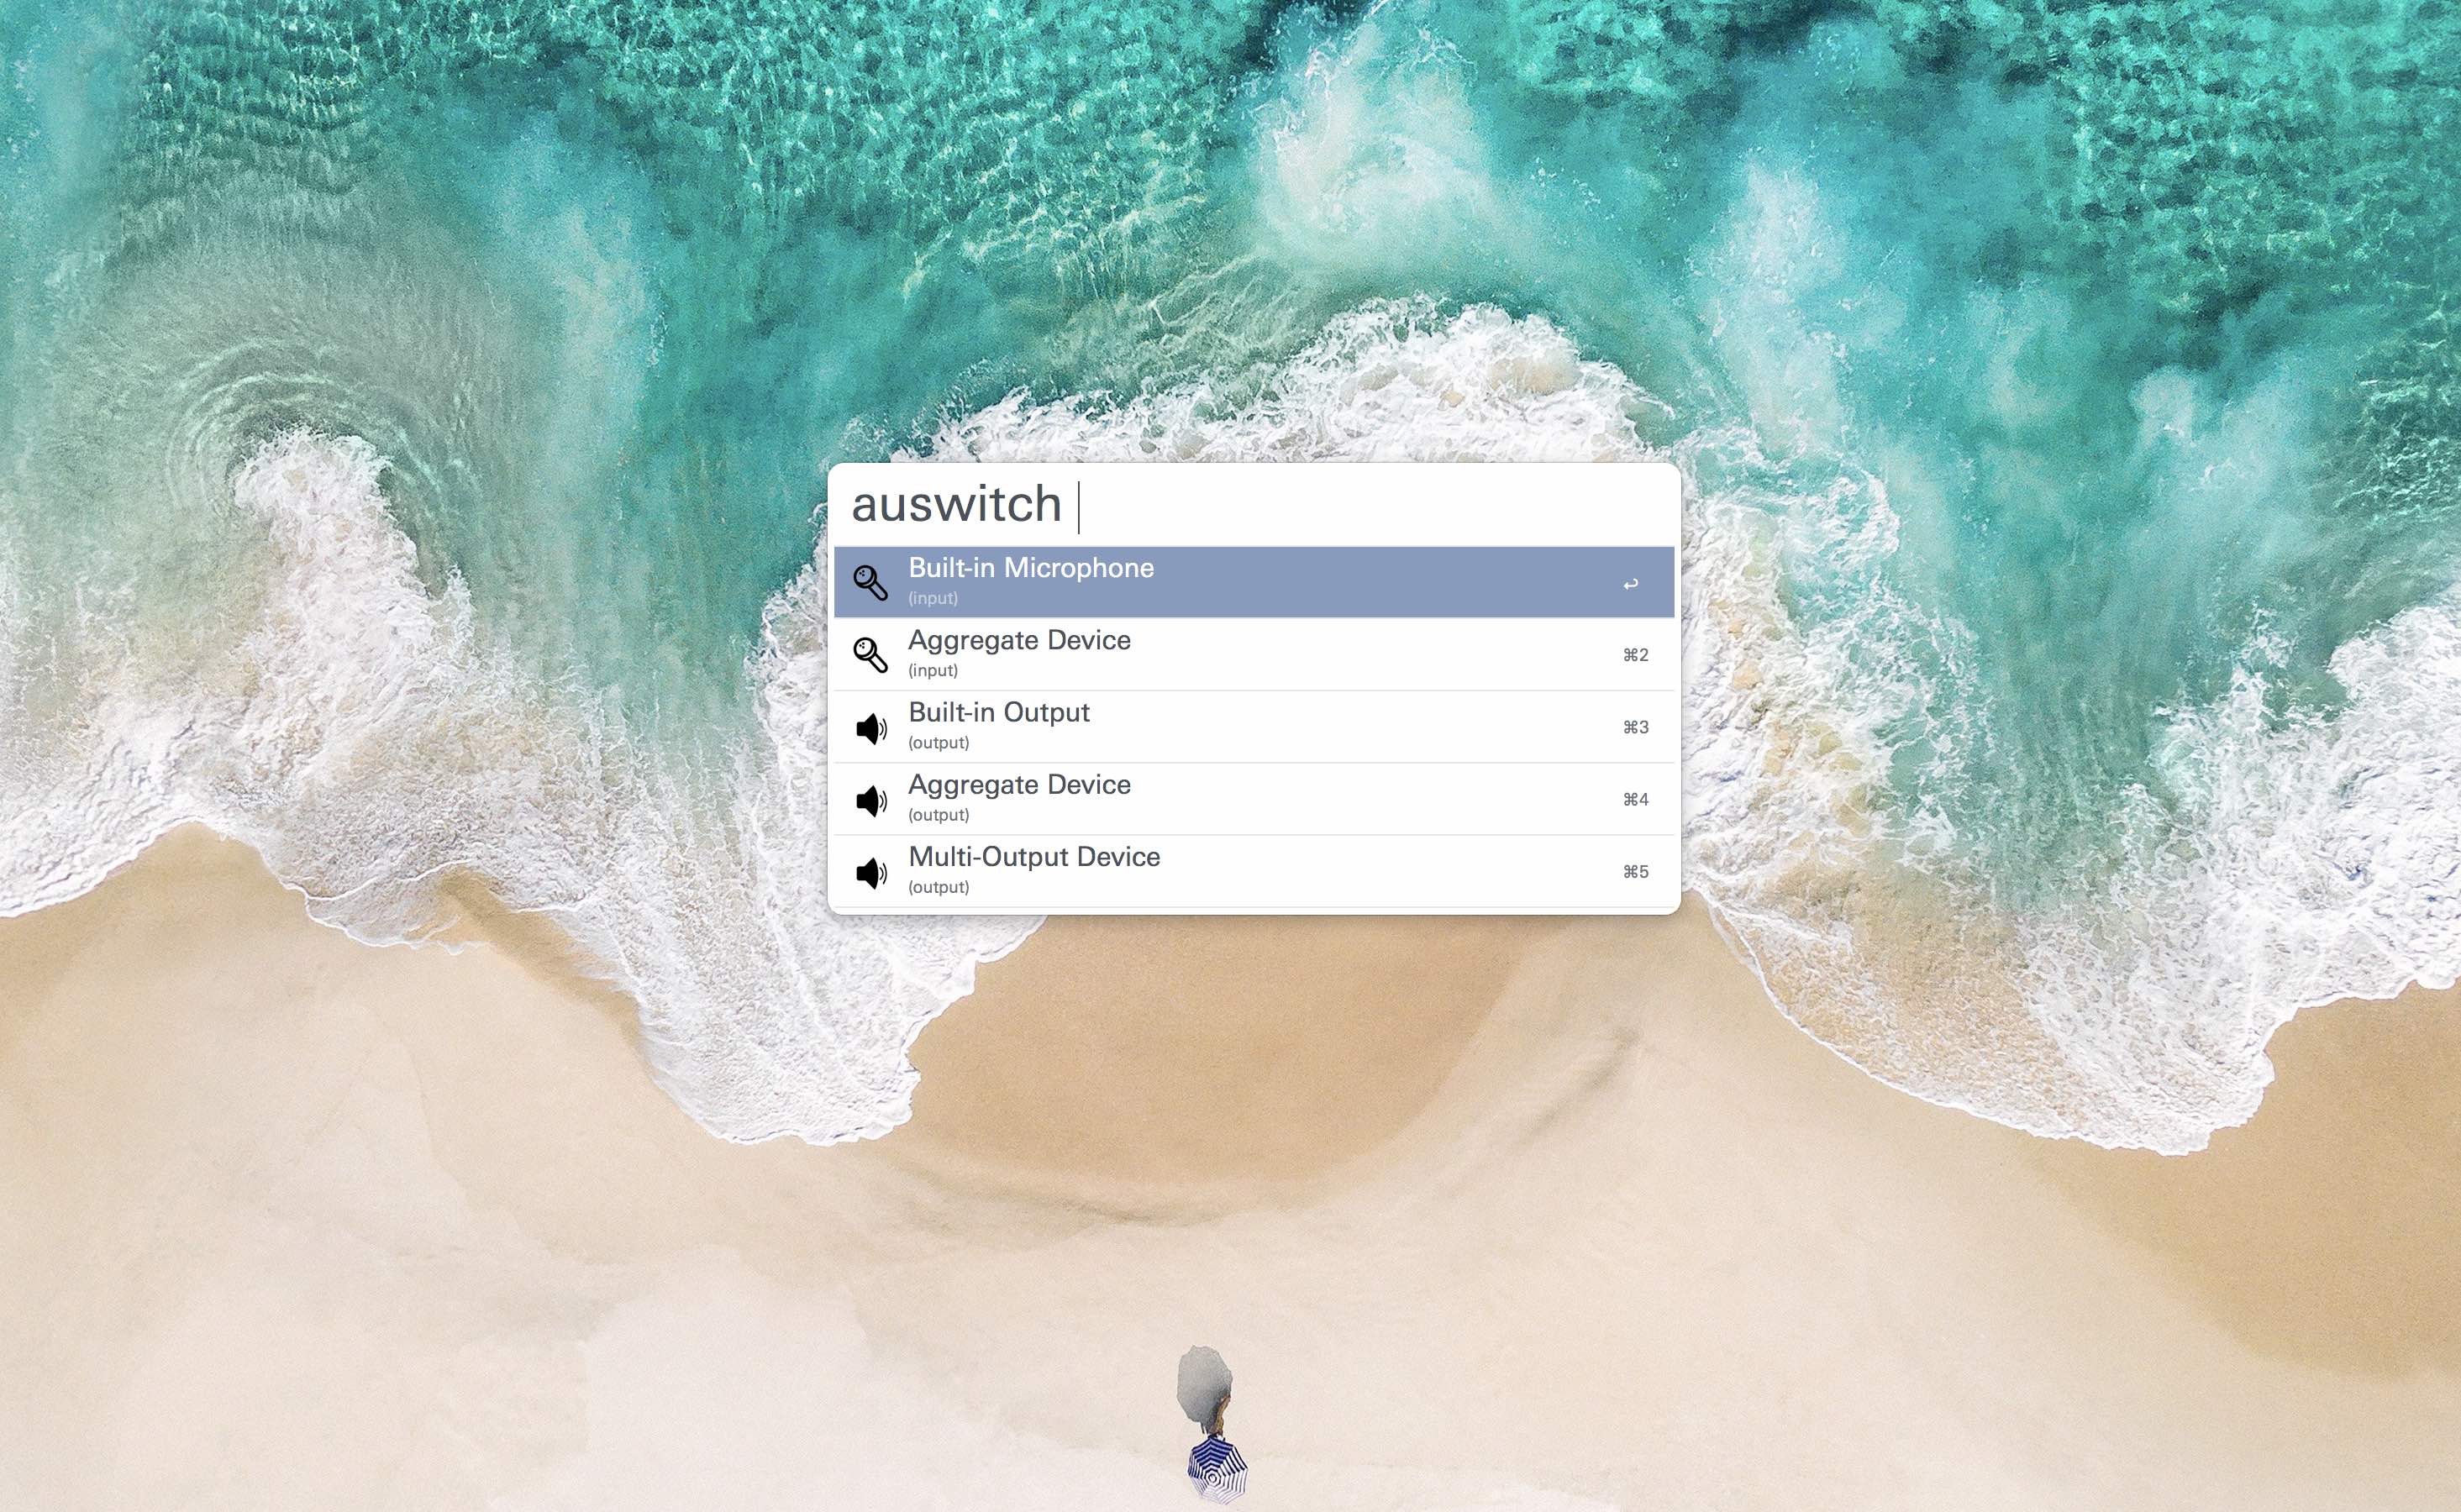 auswitch
Built-in Microphone
(input)
↩
Aggregate Device
(input)
⌘2
Built-in Output
(output)
⌘3
Aggregate Device
(output)
⌘4
Multi-Output Device
(output)
⌘5